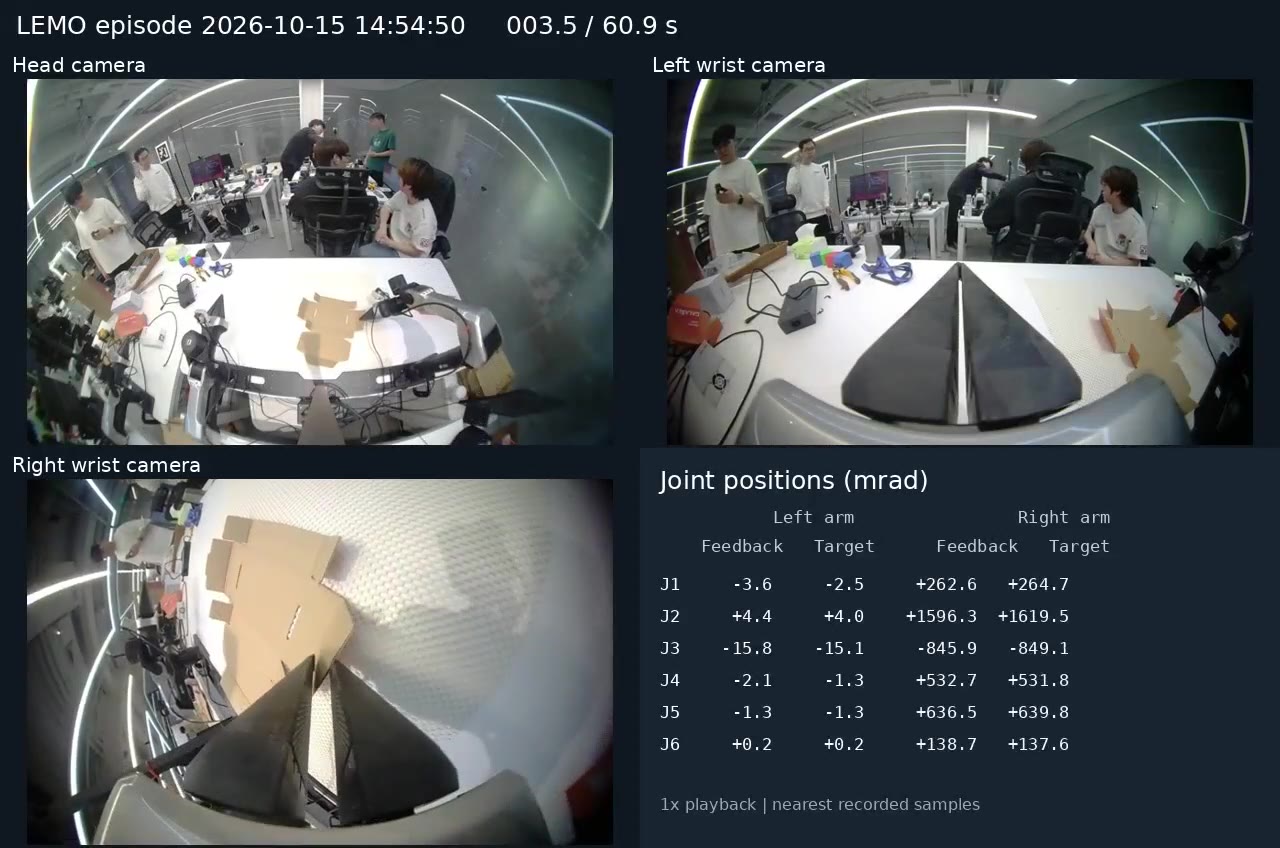 LEMO episode 2026-10-15 14:54:50 003.5 / 60.9 s
Head camera
Left wrist camera
Right wrist camera
Joint positions (mrad)
Left arm Right arm
Feedback Target Feedback Target
J1 -3.6 -2.5 +262.6 +264.7
J2 +4.4 +4.0 +1596.3 +1619.5
J3 -15.8 -15.1 -845.9 -849.1
J4 -2.1 -1.3 +532.7 +531.8
J5 -1.3 -1.3 +636.5 +639.8
J6 +0.2 +0.2 +138.7 +137.6
1x playback | nearest recorded samples